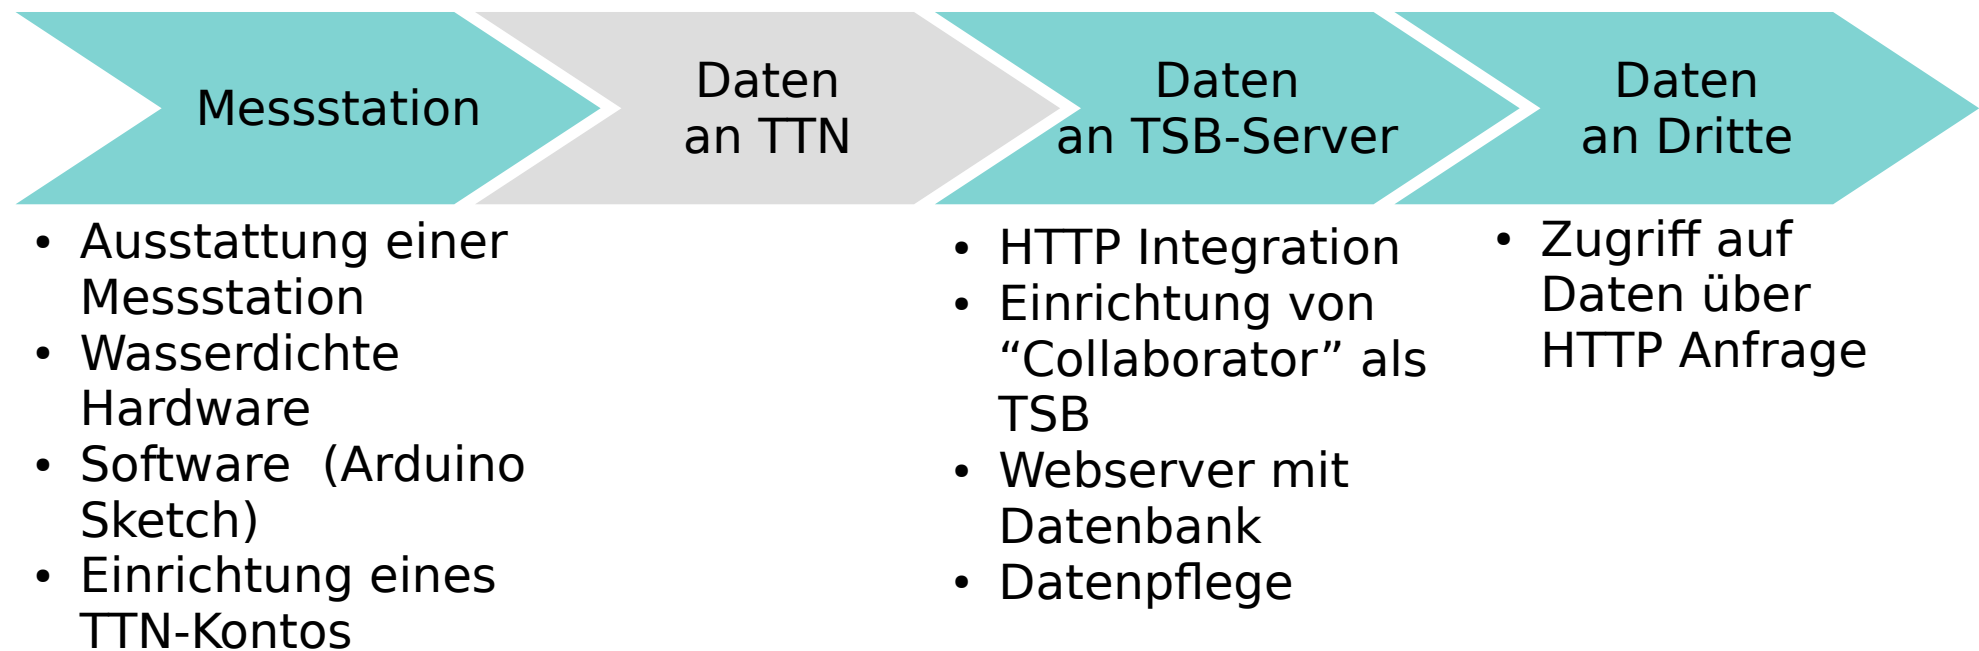 Messstation
Daten
an TTN
Daten
an TSB-Server
Daten
an Dritte
• Ausstattung einer
Messstation
• Wasserdichte
Hardware
• Software  (Arduino
Sketch)
• Einrichtung eines
TTN-Kontos
• HTTP Integration
• Einrichtung von
“Collaborator” als
TSB
• Webserver mit
Datenbank
• Datenpflege
• Zugriff auf
Daten über
HTTP Anfrage